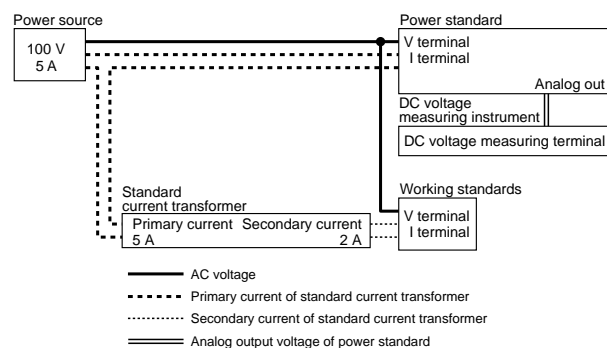 Power source
100 V
5 A
Power standard
V terminal
I terminal
Analog out
DC voltage
measuring instrument
DC voltage measuring terminal
Standard
current transformer
Primary current Secondary current
5 A 2 A
Working standards
V terminal
I terminal
AC voltage
Primary current of standard current transformer
Secondary current of standard current transformer
Analog output voltage of power standard